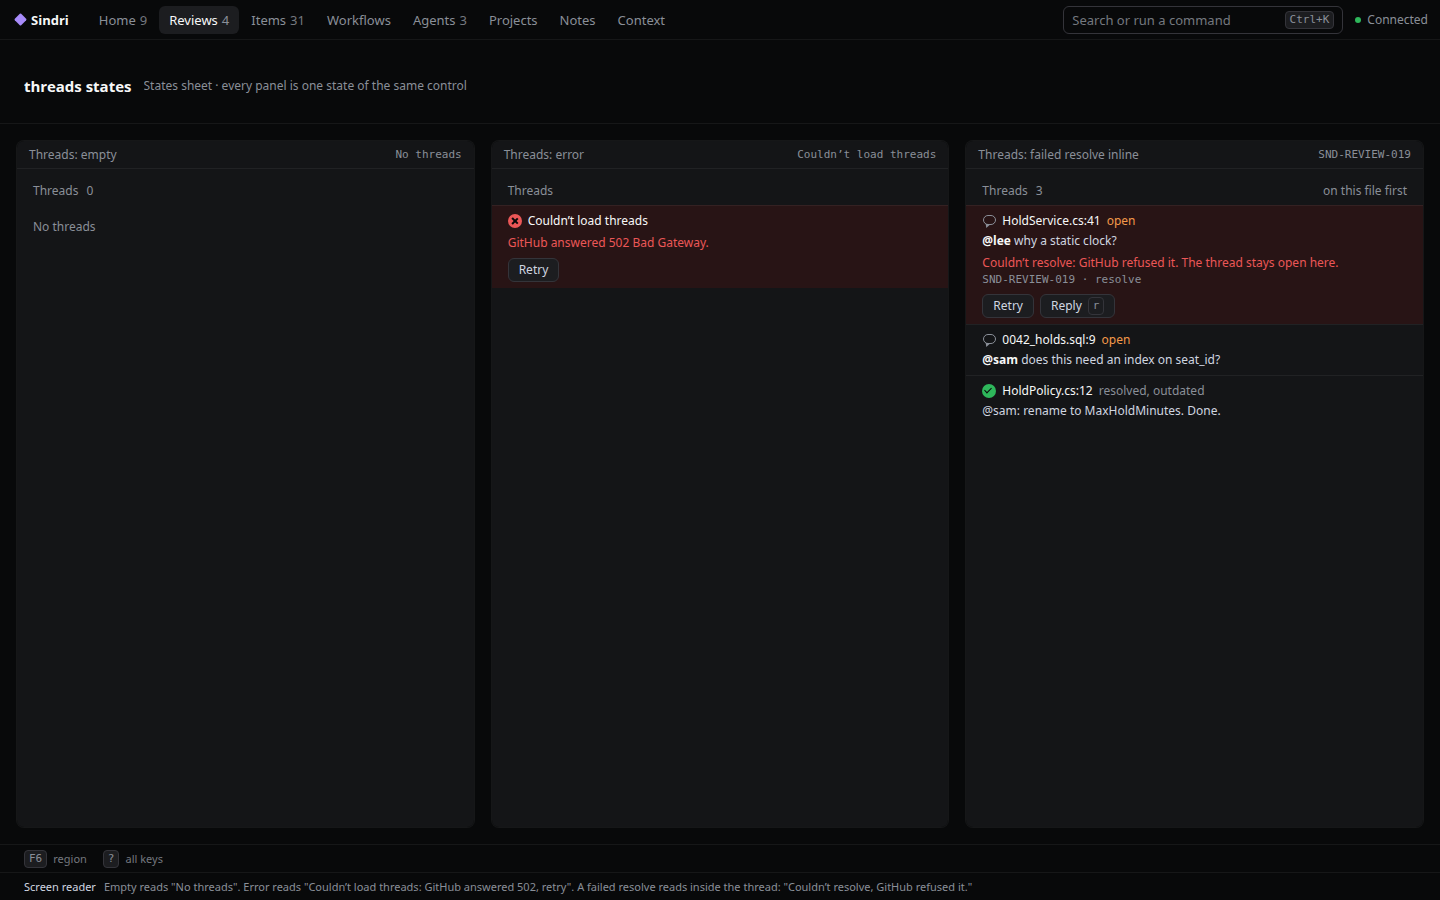 Sindri Home 9 Reviews 4 Items 31 Workflows Agents 3 Projects Notes Context Search or run a command Ctrl+K Connected
threads states States sheet · every panel is one state of the same control
Threads: empty No threads
Threads 0
No threads
Threads: error Couldn’t load threads
Threads
Couldn’t load threads
GitHub answered 502 Bad Gateway.
Retry
Threads: failed resolve inline SND-REVIEW-019
Threads 3 on this file first
HoldService.cs:41 open
@lee why a static clock?
Couldn’t resolve: GitHub refused it. The thread stays open here.
SND-REVIEW-019 · resolve
Retry Reply r
0042_holds.sql:9 open
@sam does this need an index on seat_id?
HoldPolicy.cs:12 resolved, outdated
@sam: rename to MaxHoldMinutes. Done.
F6 region ? all keys
Screen reader Empty reads "No threads". Error reads "Couldn’t load threads: GitHub answered 502, retry". A failed resolve reads inside the thread: "Couldn’t resolve, GitHub refused it."